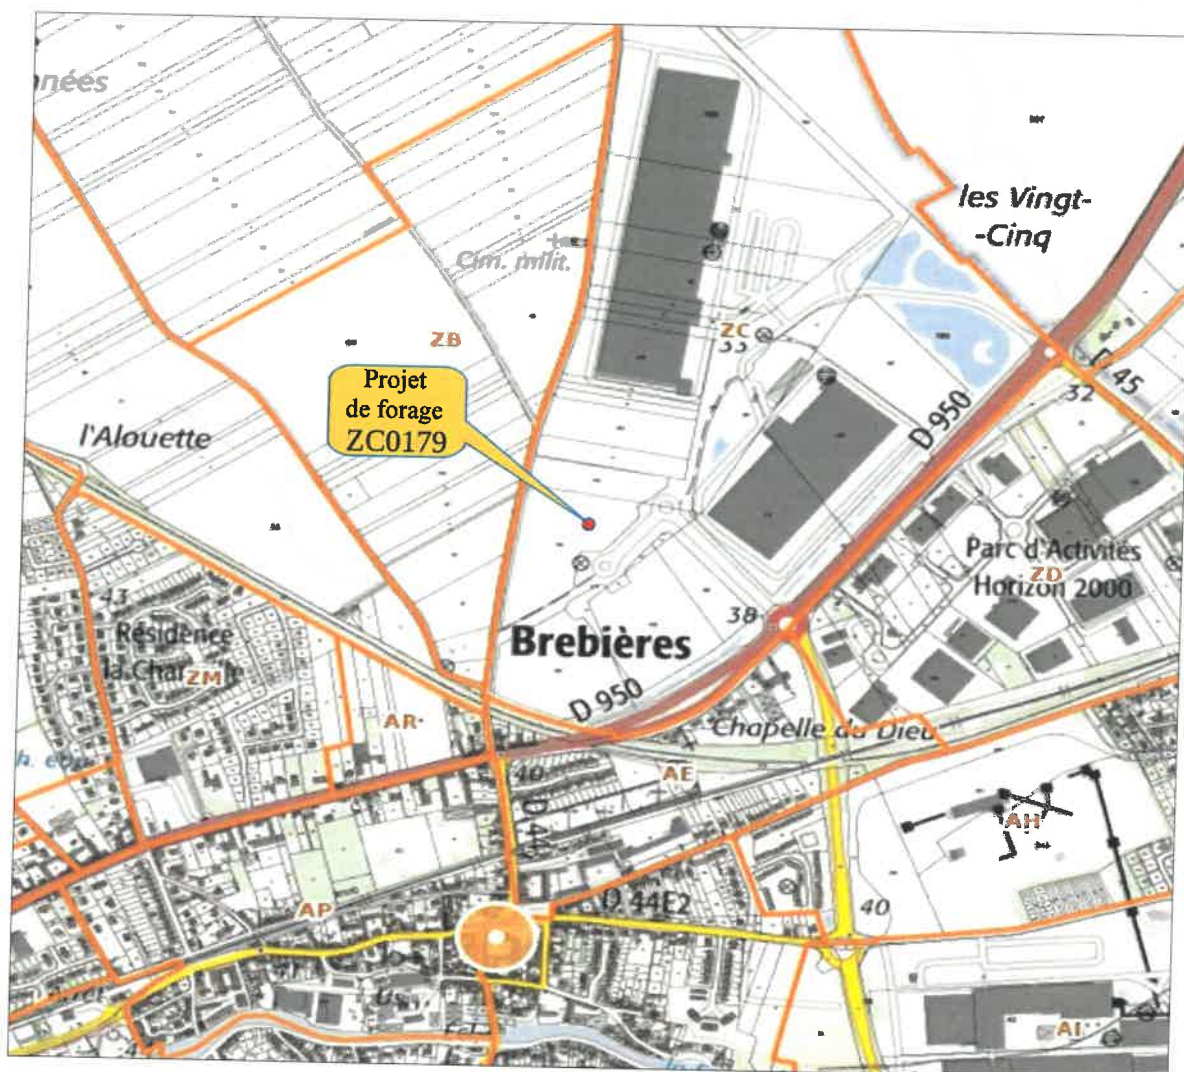 nées
les Vingt-
-Cinq
Cim. milit.
ZB
ZC
Projet
de forage
ZC0179
D 45
32
D 950
l'Alouette
Parc d'Activités
ZD
Horizon 2000
43
38
Résidence
Brebières
ZM
D 950
AR
Chapelle du Dieu
40
AE
D 44
AH
AP
D 44E2
40
AI